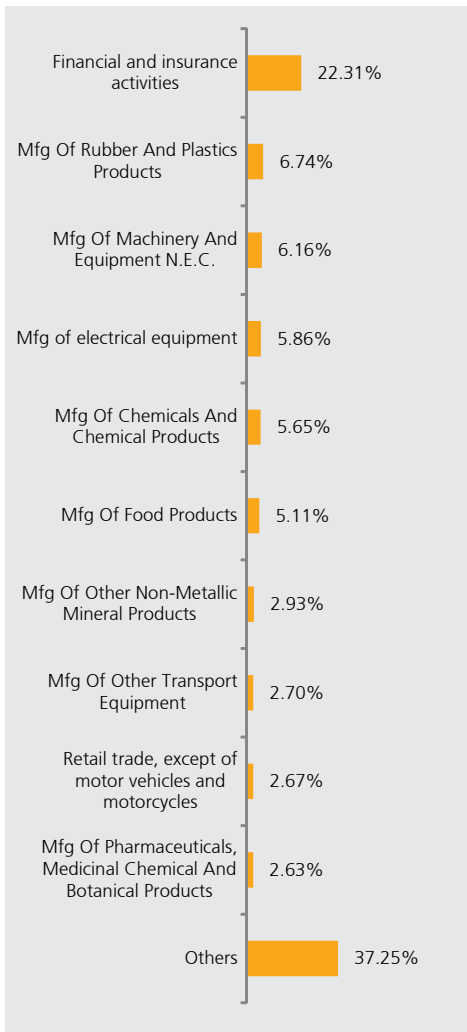 Financial and insurance
activities
22.31%
Mfg Of Rubber And Plastics
Products
6.74%
Mfg Of Machinery And
Equipment N.E.C.
6.16%
Mfg of electrical equipment
5.86%
Mfg Of Chemicals And
Chemical Products
5.65%
Mfg Of Food Products
5.11%
Mfg Of Other Non-Metallic
Mineral Products
2.93%
Mfg Of Other Transport
Equipment
2.70%
Retail trade, except of
motor vehicles and
motorcycles
2.67%
Mfg Of Pharmaceuticals,
Medicinal Chemical And
Botanical Products
2.63%
Others
37.25%